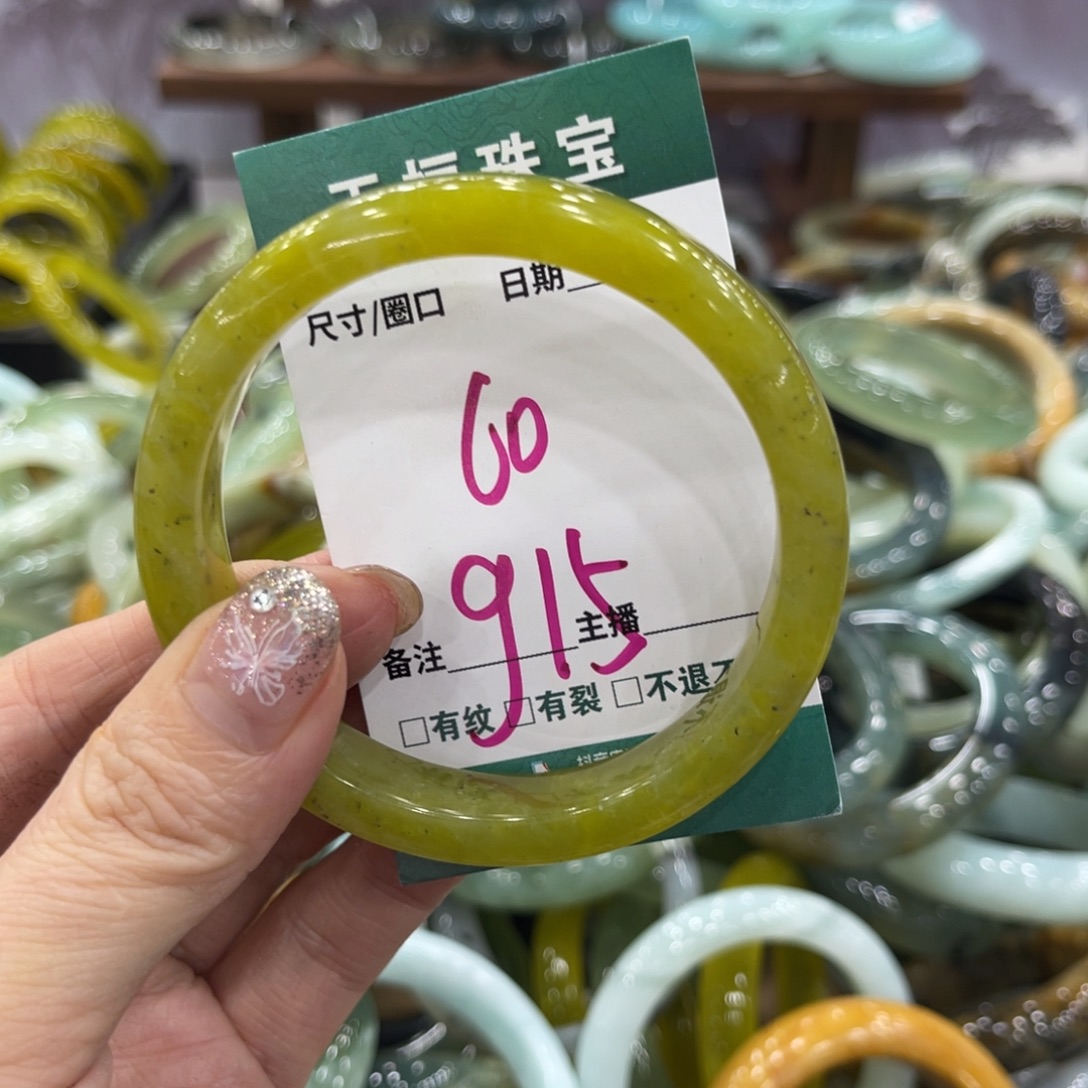 珠宝
尺寸/圈口 日期
60
915
备注 主播
□有纹 □有裂 □不退